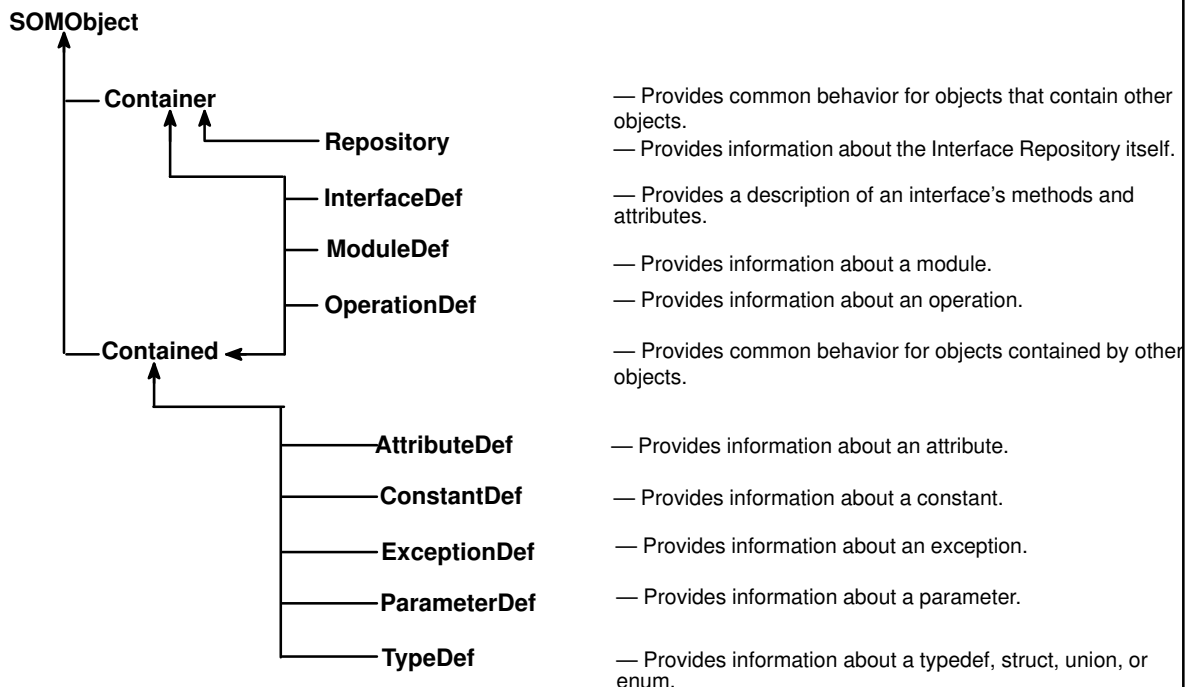 SOMObject
Container
— Provides common behavior for objects that contain other
objects.
Repository
— Provides information about the Interface Repository itself.
InterfaceDef
— Provides a description of an interface’s methods and
attributes.
ModuleDef
— Provides information about a module.
OperationDef
— Provides information about an operation.
Contained
— Provides common behavior for objects contained by other
objects.
AttributeDef
— Provides information about an attribute.
ConstantDef
— Provides information about a constant.
ExceptionDef
— Provides information about an exception.
ParameterDef
— Provides information about a parameter.
TypeDef
— Provides information about a typedef, struct, union, or
enum.